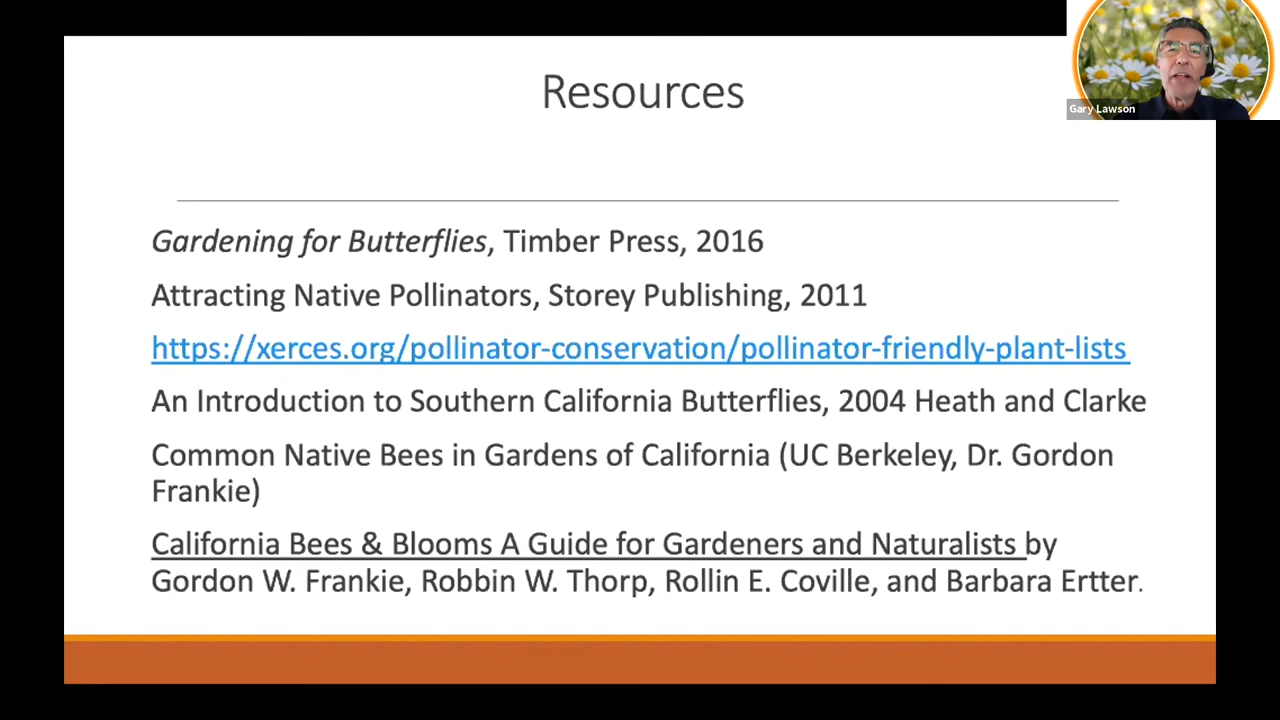 Resources
Gary Lawson
Gardening for Butterflies, Timber Press, 2016
Attracting Native Pollinators, Storey Publishing, 2011
https://xerces.org/pollinator-conservation/pollinator-friendly-plant-lists
An Introduction to Southern California Butterflies, 2004 Heath and Clarke
Common Native Bees in Gardens of California (UC Berkeley, Dr. Gordon
Frankie)
California Bees & Blooms A Guide for Gardeners and Naturalists by
Gordon W. Frankie, Robbin W. Thorp, Rollin E. Coville, and Barbara Ertter.